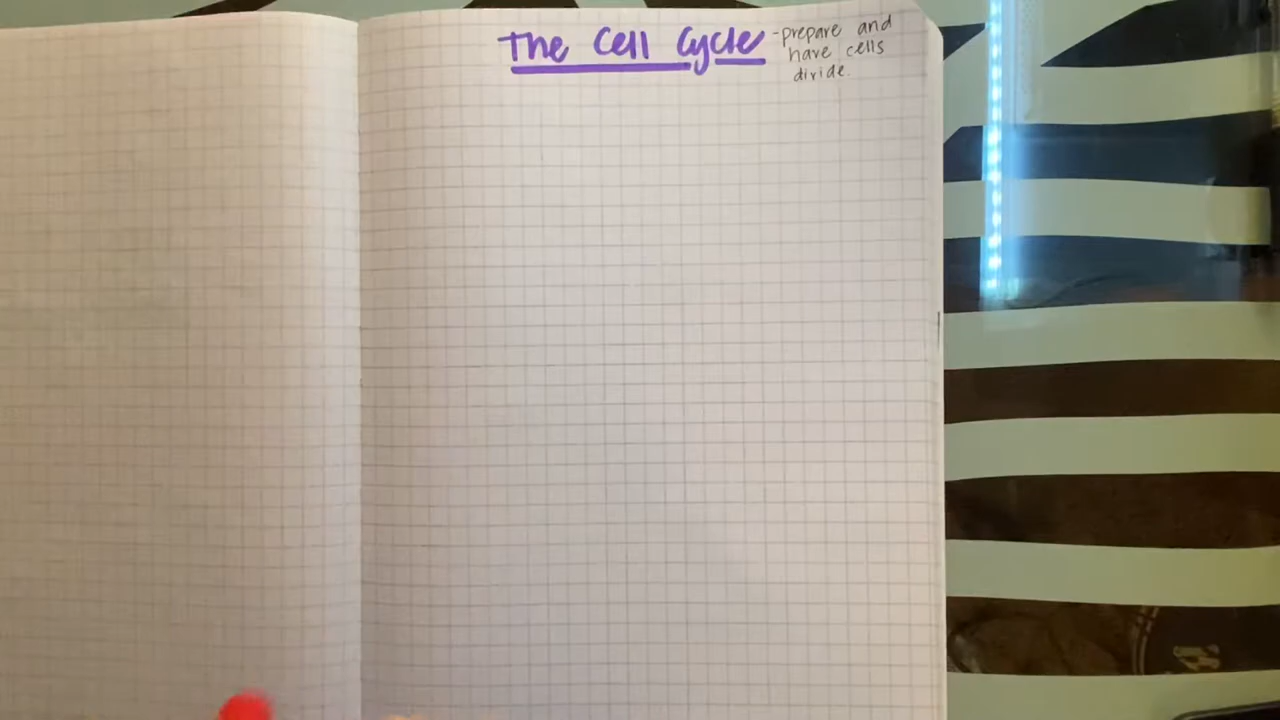 The Cell Cycle
-prepare and
have cells
divide.